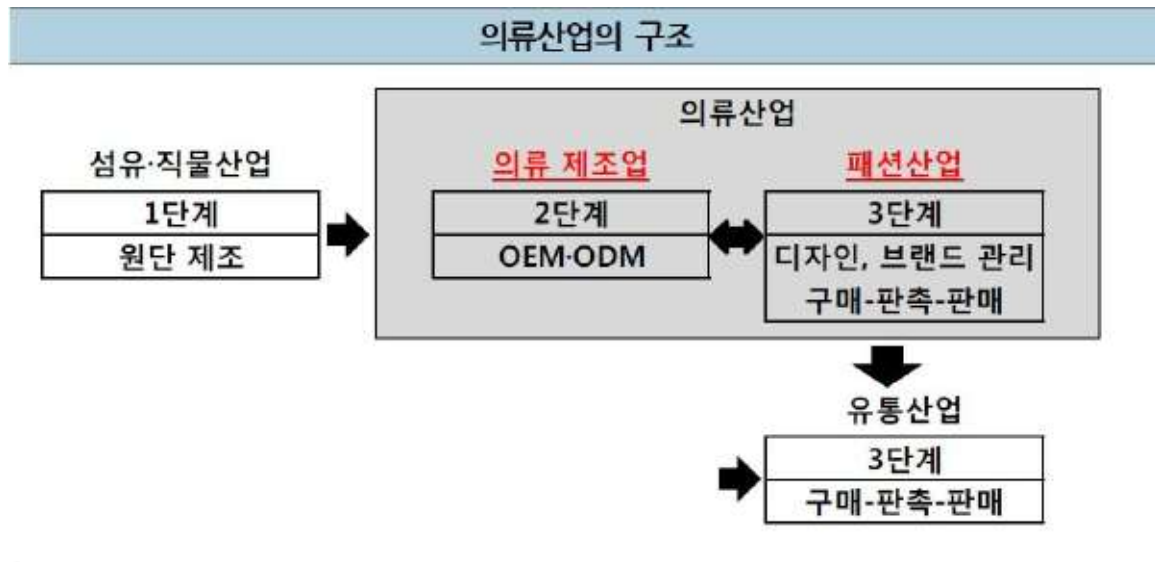 의류산업의 구조
의류산업
섬유·직물산업
1단계
원단 제조
의류 제조업
2단계
OEM·ODM
패션산업
3단계
디자인, 브랜드 관리
구매-판촉-판매
유통산업
3단계
구매-판촉-판매